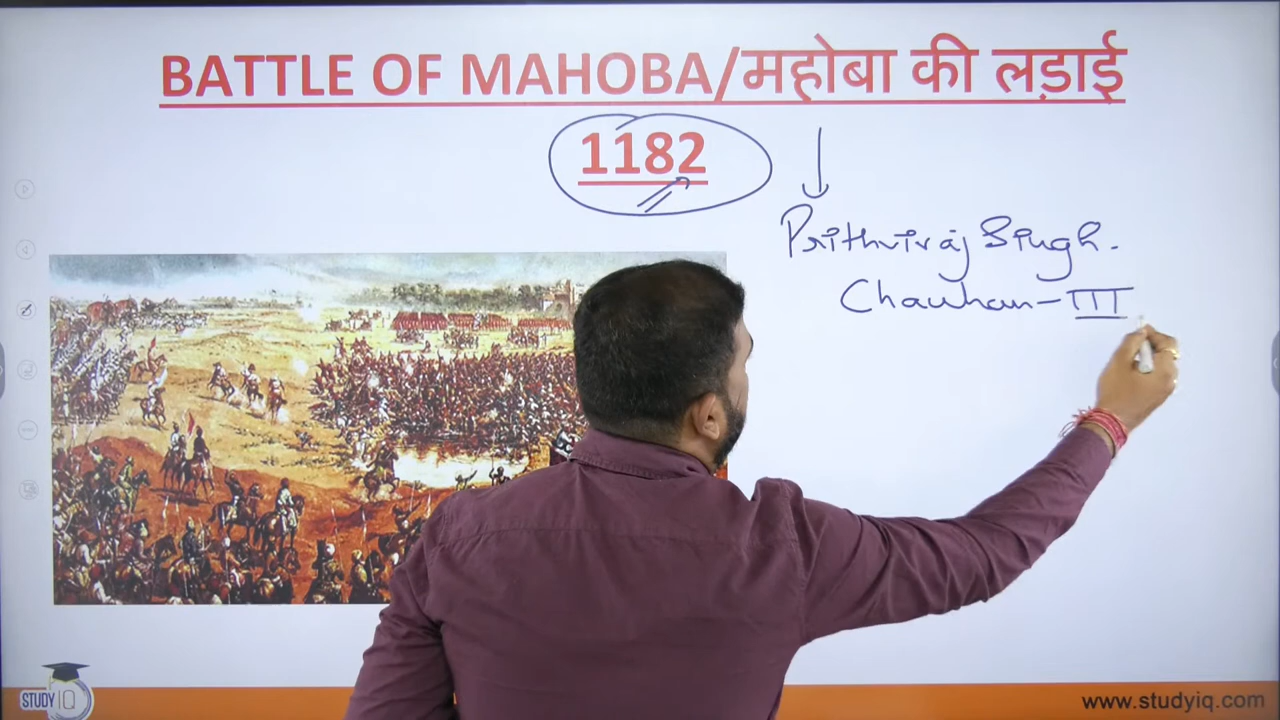 BATTLE OF MAHOBA/महोबा की लड़ाई
1182
Prithviraj Singh.
Chauhan-III
STUDY IQ
www.studyiq.com